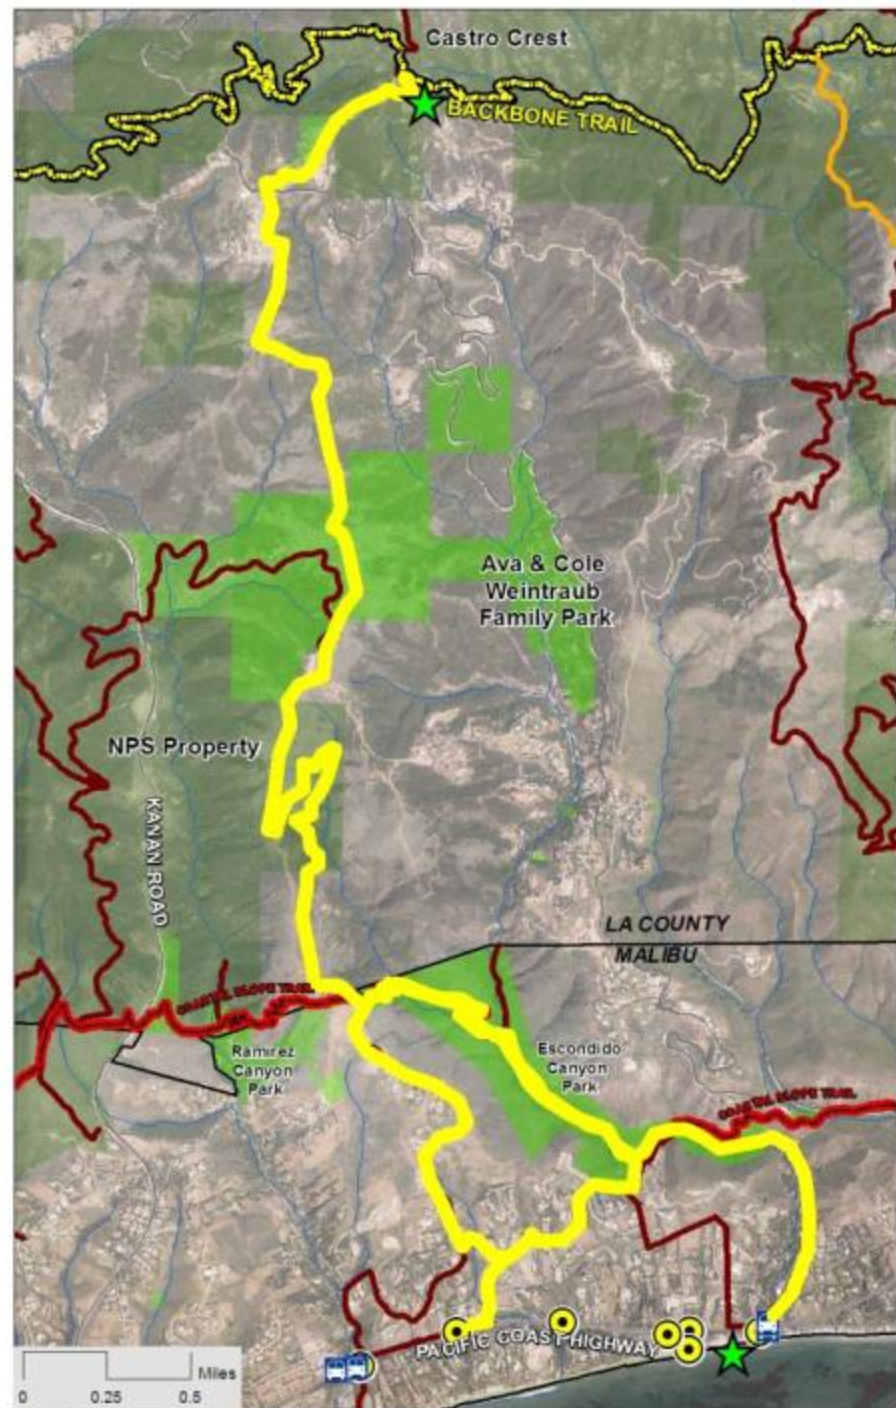 Castro Crest
BACKBONE TRAIL
Ava & Cole
Weintraub
Family Park
NPS Property
KANAN ROAD
LA COUNTY
MALIBU
COASTAL SLOPE TRAIL
Ramirez
Canyon
Park
Escondido
Canyon
Park
COASTAL SLOPE TRAIL
PACIFIC COAST HIGHWAY
Miles
0 0.25 0.5